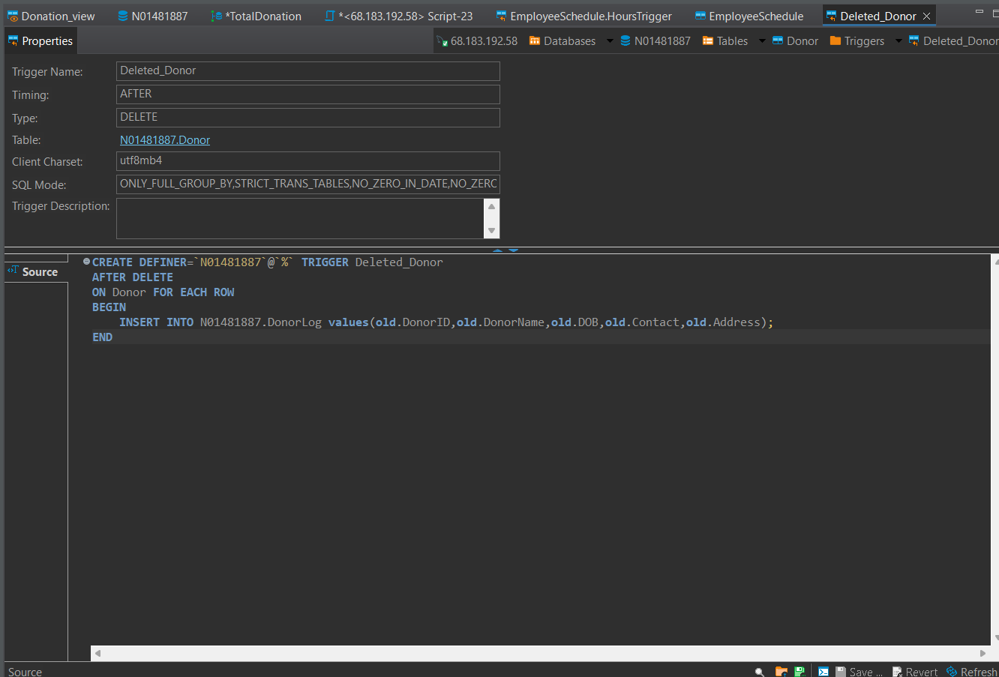 Donation_view N01481887 *TotalDonation *<68.183.192.58> Script-23 EmployeeSchedule.HoursTrigger EmployeeSchedule Deleted_Donor
Properties 68.183.192.58 Databases N01481887 Tables Donor Triggers Deleted_Donor
Trigger Name: Deleted_Donor
Timing: AFTER
Type: DELETE
Table: N01481887.Donor
Client Charset: utf8mb4
SQL Mode: ONLY_FULL_GROUP_BY,STRICT_TRANS_TABLES,NO_ZERO_IN_DATE,NO_ZERO
Trigger Description:
Source
CREATE DEFINER=`N01481887`@`%` TRIGGER Deleted_Donor
AFTER DELETE
ON Donor FOR EACH ROW
BEGIN
INSERT INTO N01481887.DonorLog values(old.DonorID,old.DonorName,old.DOB,old.Contact,old.Address);
END
Source Save ... Revert Refresh